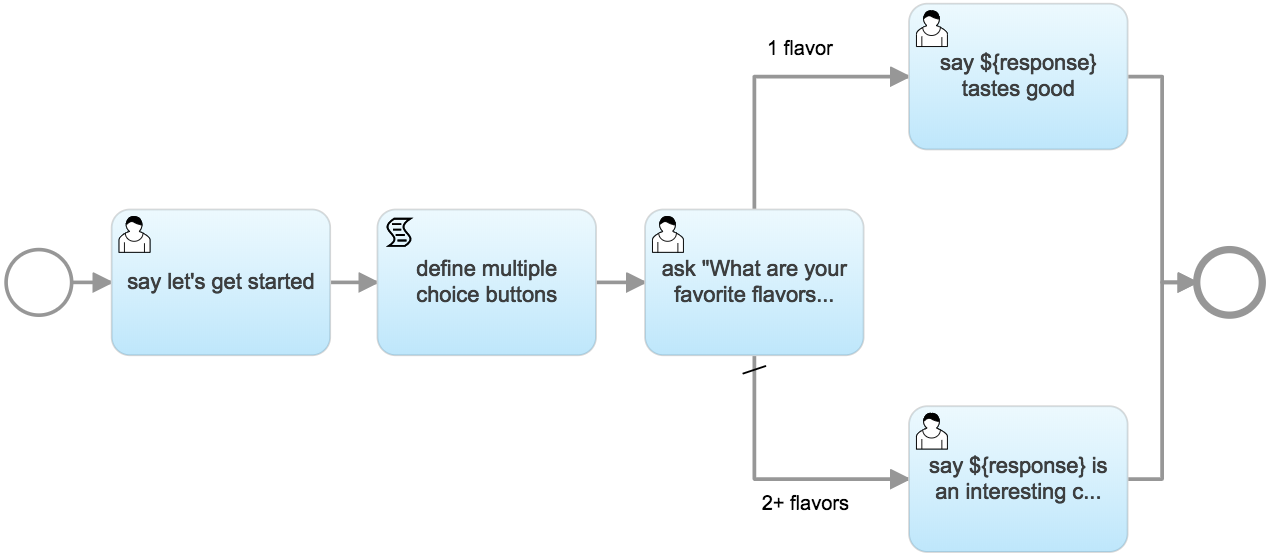 say let's get started
define multiple
choice buttons
ask "What are your
favorite flavors...
1 flavor
say ${response}
tastes good
2+ flavors
say ${response} is
an interesting c...